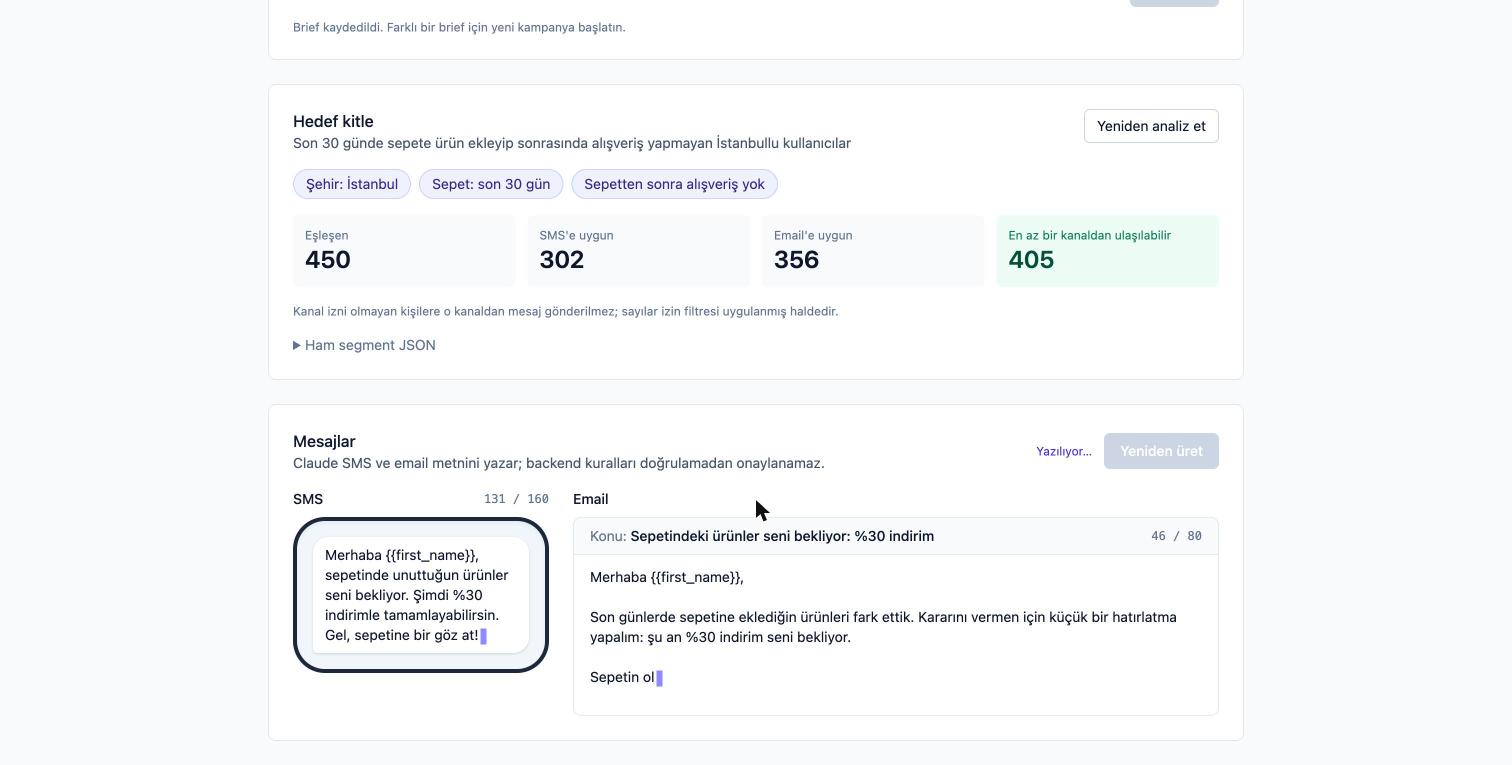 Brief kaydedildi. Farklı bir brief için yeni kampanya başlatın.
Hedef kitle
Yeniden analiz et
Son 30 günde sepete ürün ekleyip sonrasında alışveriş yapmayan İstanbullu kullanıcılar
Şehir: İstanbul
Sepet: son 30 gün
Sepetten sonra alışveriş yok
Eşleşen
450
SMS'e uygun
302
Email'e uygun
356
En az bir kanaldan ulaşılabilir
405
Kanal izni olmayan kişilere o kanaldan mesaj gönderilmez; sayılar izin filtresi uygulanmış haldedir.
Ham segment JSON
Mesajlar
Claude SMS ve email metnini yazar; backend kuralları doğrulamadan onaylanamaz.
Yazılıyor...
Yeniden üret
SMS
131 / 160
Merhaba {{first_name}},
sepetinde unuttuğun ürünler
seni bekliyor. Şimdi %30
indirimle tamamlayabilirsin.
Gel, sepetine bir göz at!
Email
Konu: Sepetindeki ürünler seni bekliyor: %30 indirim
46 / 80
Merhaba {{first_name}},
Son günlerde sepetine eklediğin ürünleri fark ettik. Kararını vermen için küçük bir hatırlatma
yapalım: şu an %30 indirim seni bekliyor.
Sepetin ol